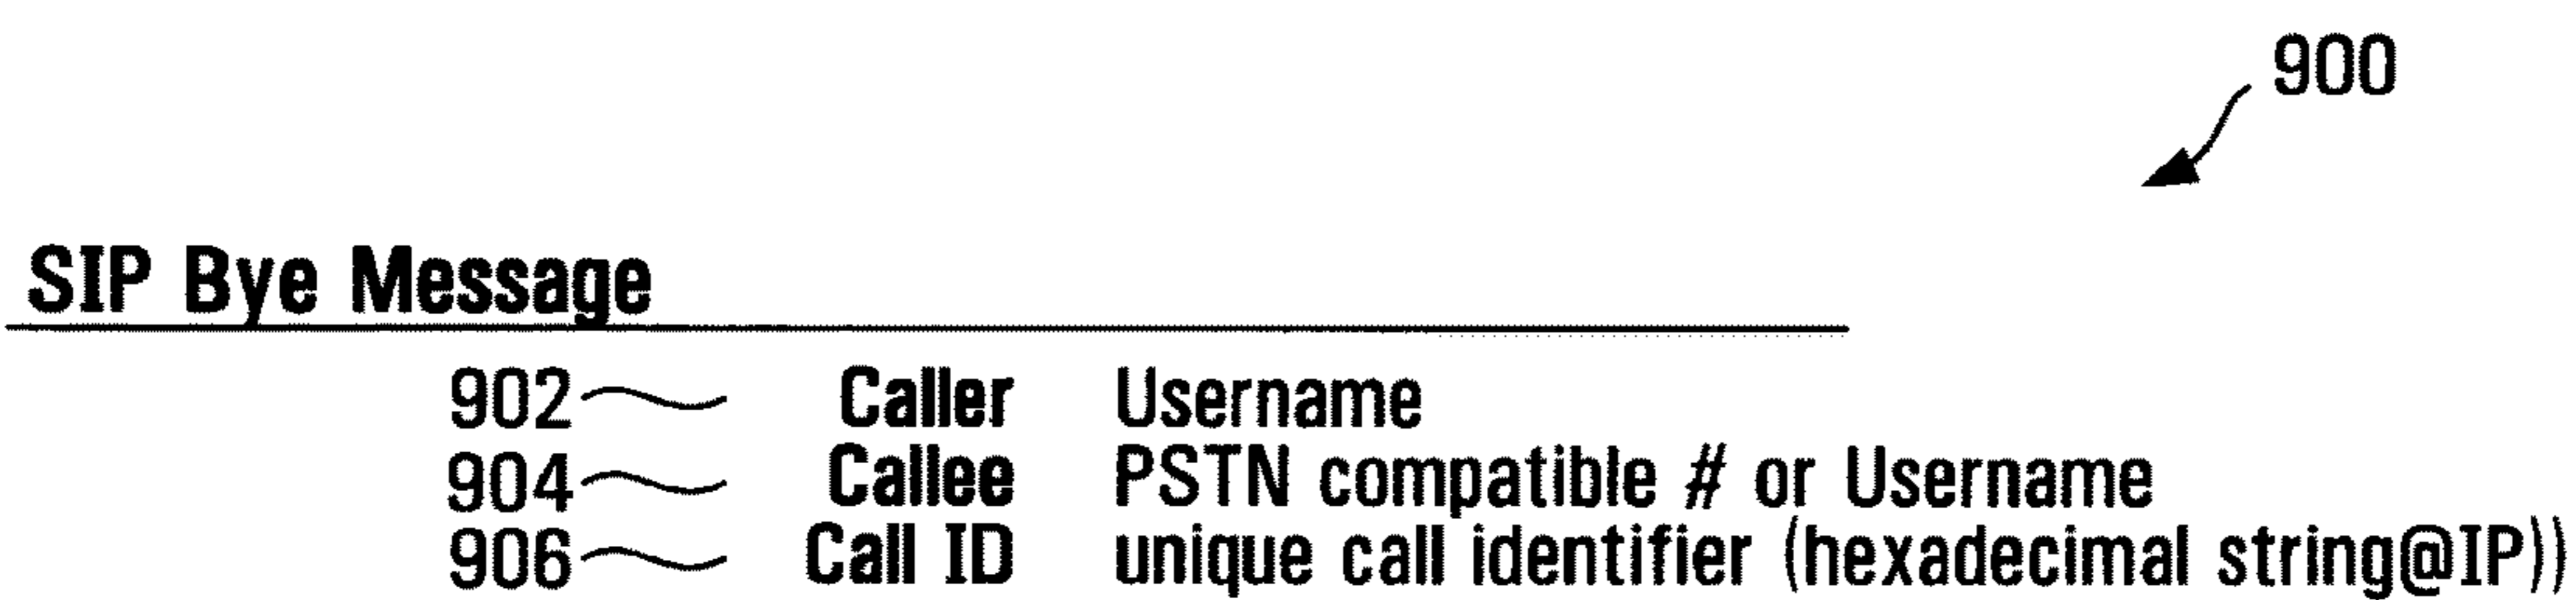 900
SIP Bye Message
902 Caller Username
904 Callee PSTN compatible # or Username
906 Call ID unique call identifier (hexadecimal string@IP))